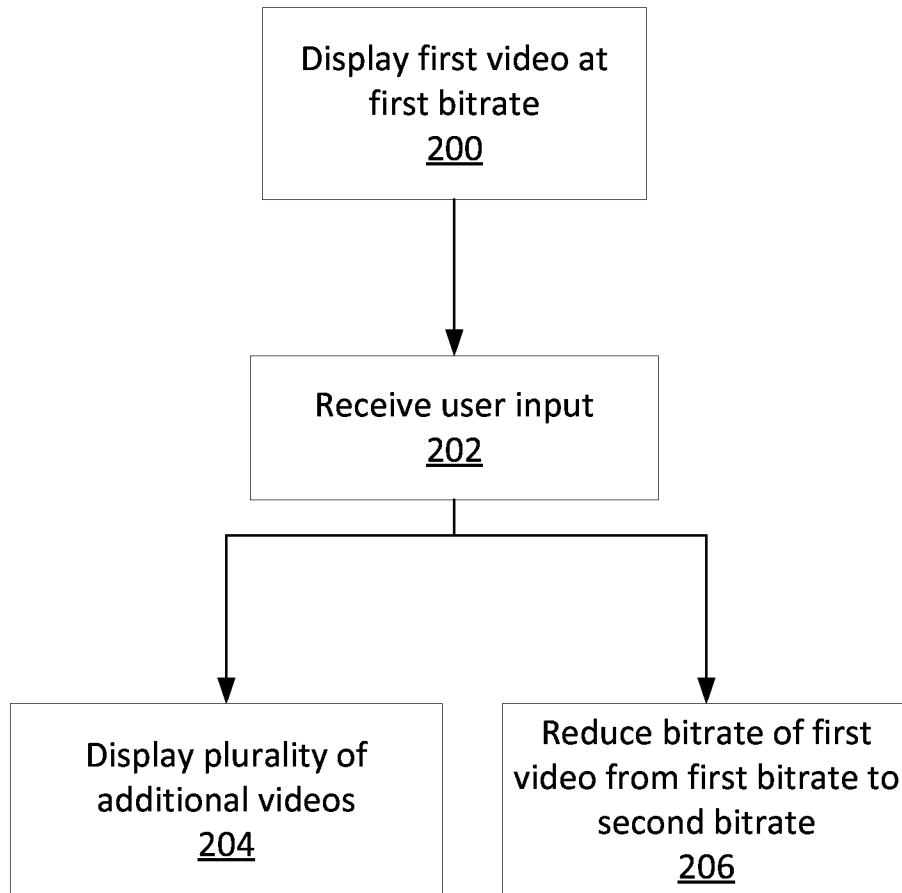 Display first video at
first bitrate
200
Receive user input
202
Display plurality of
additional videos
204
Reduce bitrate of first
video from first bitrate to
second bitrate
206